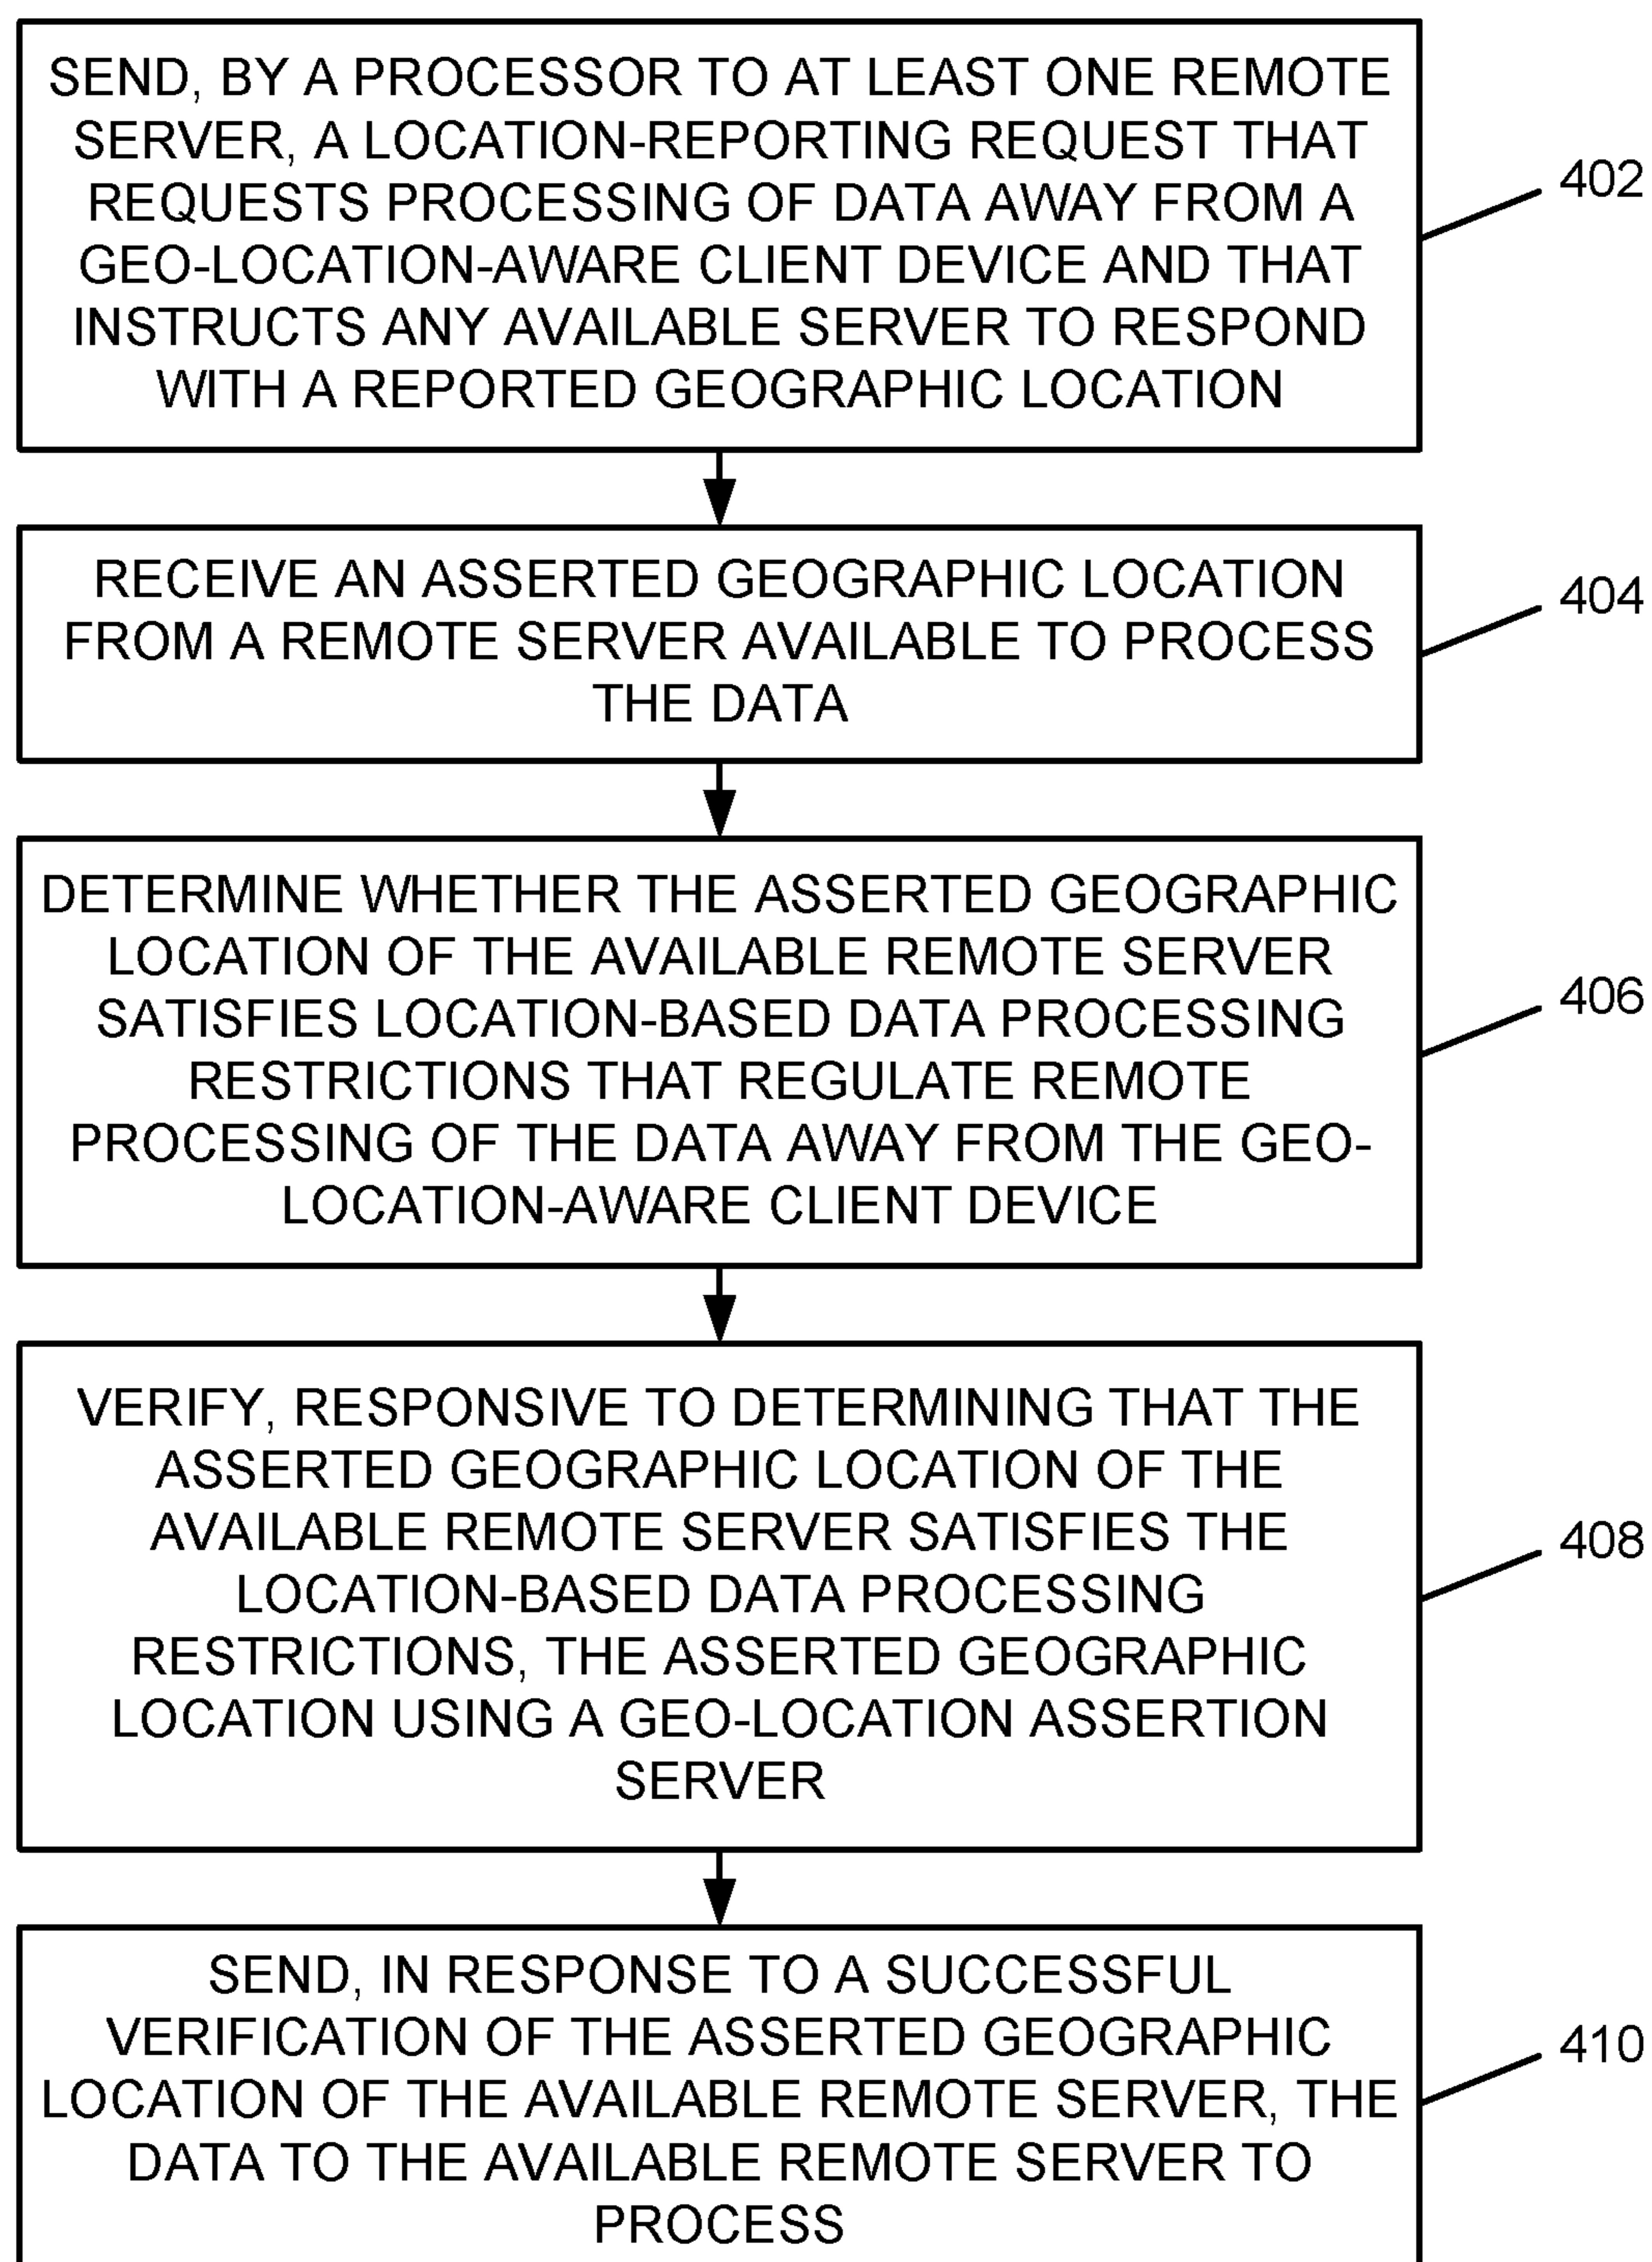 SEND, BY A PROCESSOR TO AT LEAST ONE REMOTE
SERVER, A LOCATION-REPORTING REQUEST THAT
REQUESTS PROCESSING OF DATA AWAY FROM A
GEO-LOCATION-AWARE CLIENT DEVICE AND THAT
INSTRUCTS ANY AVAILABLE SERVER TO RESPOND
WITH A REPORTED GEOGRAPHIC LOCATION
402
RECEIVE AN ASSERTED GEOGRAPHIC LOCATION
FROM A REMOTE SERVER AVAILABLE TO PROCESS
THE DATA
404
DETERMINE WHETHER THE ASSERTED GEOGRAPHIC
LOCATION OF THE AVAILABLE REMOTE SERVER
SATISFIES LOCATION-BASED DATA PROCESSING
RESTRICTIONS THAT REGULATE REMOTE
PROCESSING OF THE DATA AWAY FROM THE GEO-
LOCATION-AWARE CLIENT DEVICE
406
VERIFY, RESPONSIVE TO DETERMINING THAT THE
ASSERTED GEOGRAPHIC LOCATION OF THE
AVAILABLE REMOTE SERVER SATISFIES THE
LOCATION-BASED DATA PROCESSING
RESTRICTIONS, THE ASSERTED GEOGRAPHIC
LOCATION USING A GEO-LOCATION ASSERTION
SERVER
408
SEND, IN RESPONSE TO A SUCCESSFUL
VERIFICATION OF THE ASSERTED GEOGRAPHIC
LOCATION OF THE AVAILABLE REMOTE SERVER, THE
DATA TO THE AVAILABLE REMOTE SERVER TO
PROCESS
410